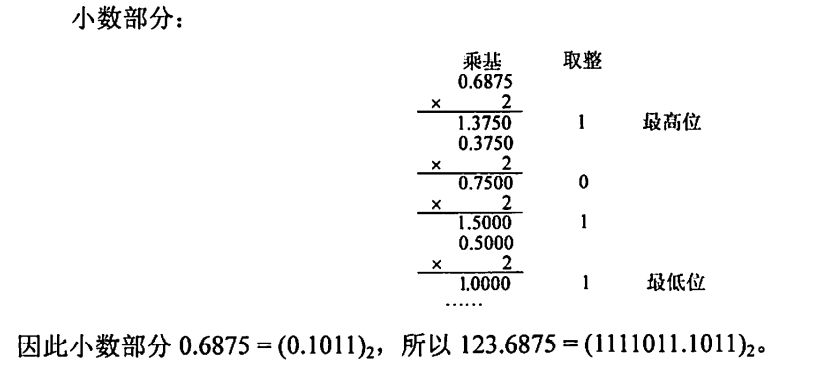 小数部分：
乘基 取整
0.6875
× 2
1.3750 1 最高位
0.3750
× 2
0.7500 0
× 2
1.5000 1
0.5000
× 2
1.0000 1 最低位
……
因此小数部分 0.6875 = (0.1011)₂，所以 123.6875 = (1111011.1011)₂。